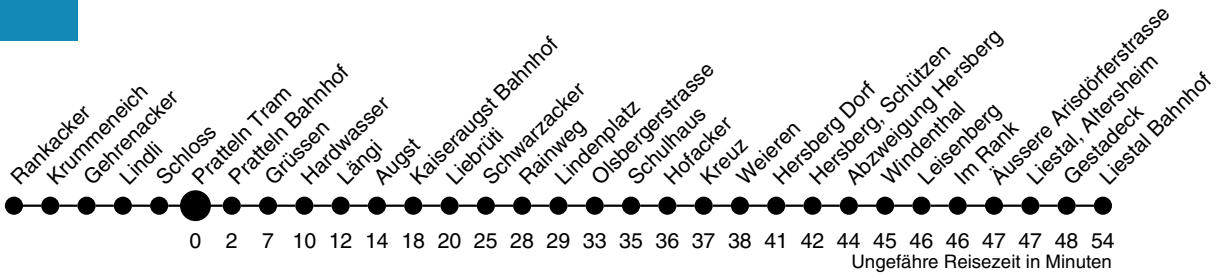 Rankacker
Krummeneich
Gehrenacker
Lindli
Schloss
Pratteln Tram
Pratteln Bahnhof
Grüssen
Hardwasser
Längi
Augst
Kaiseraugst Bahnhof
Liebrüti
Schwarzacker
Rainweg
Lindenplatz
Olsbergerstrasse
Schulhaus
Hofacker
Kreuz
Weieren
Hersberg Dorf
Hersberg, Schützen
Abzweigung Hersberg
Windenthal
Leisenberg
Im Rank
Äussere Arisdörferstrasse
Liestal, Altersheim
Gestadeck
Liestal Bahnhof
0 2 7 10 12 14 18 20 25 28 29 33 35 36 37 38 41 42 44 45 46 46 47 47 48 54
Ungefähre Reisezeit in Minuten